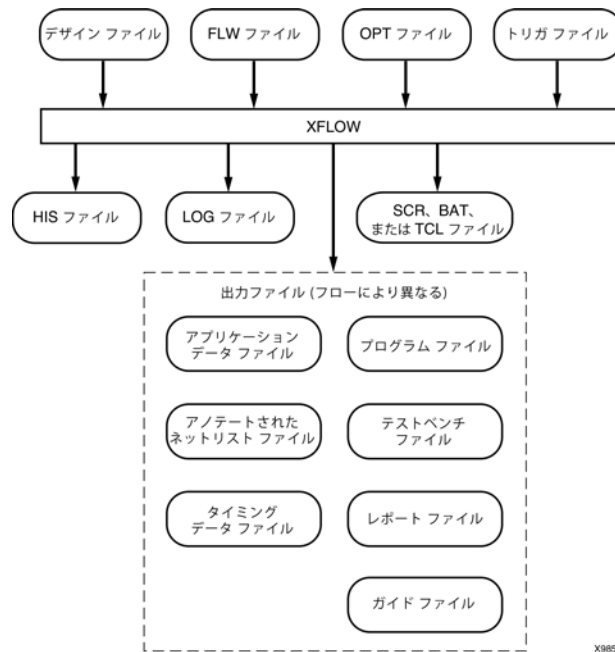 デザイン ファイル
FLW ファイル
OPT ファイル
トリガ ファイル
XFLOW
HIS ファイル
LOG ファイル
SCR、BAT、
または TCL ファイル
出力ファイル (フローにより異なる)
アプリケーション
データ ファイル
プログラム ファイル
アノテートされた
ネットリスト ファイル
テストベンチ
ファイル
タイミング
データ ファイル
レポート ファイル
ガイド ファイル